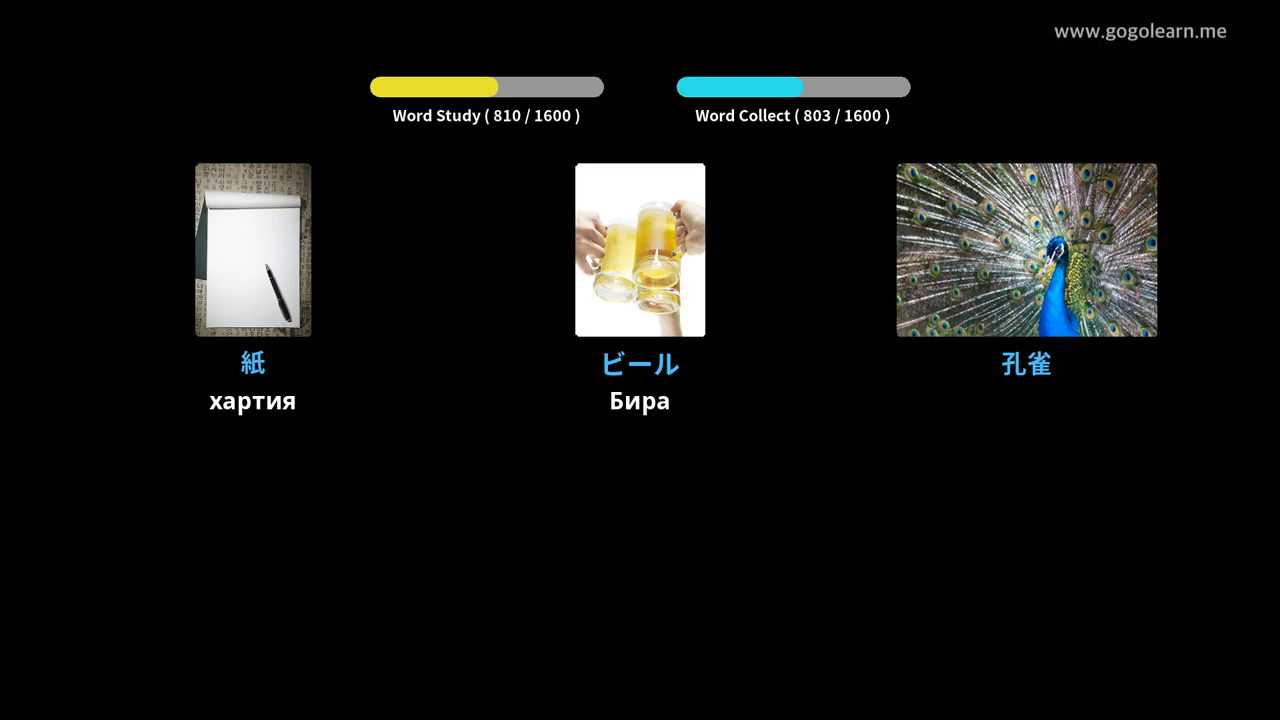 www.gogolearn.me
Word Study ( 810 / 1600 )
Word Collect ( 803 / 1600 )
紙
ビール
孔雀
хартия
Бира